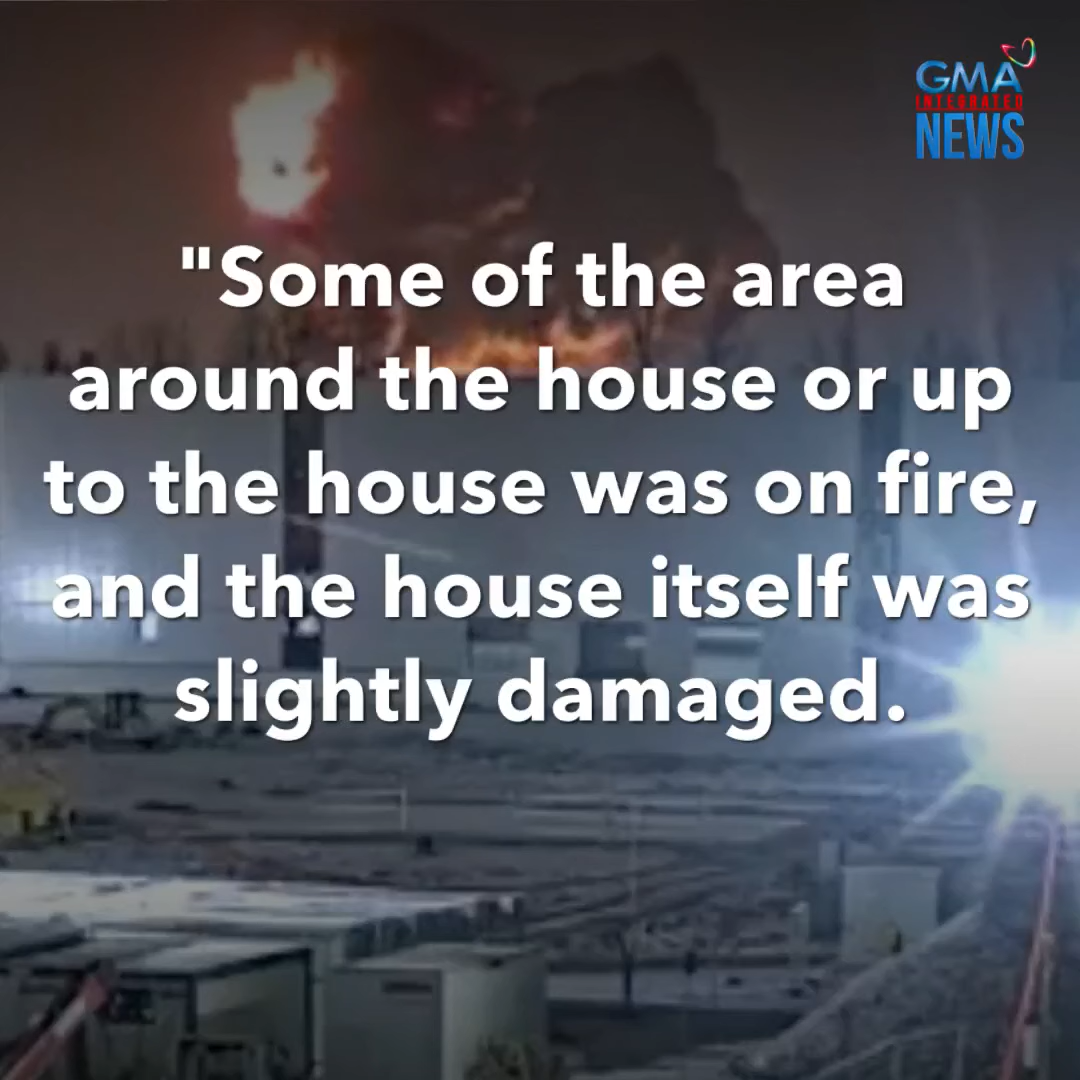 GMA
INTEGRATED
NEWS
"Some of the area
around the house or up
to the house was on fire,
and the house itself was
slightly damaged.